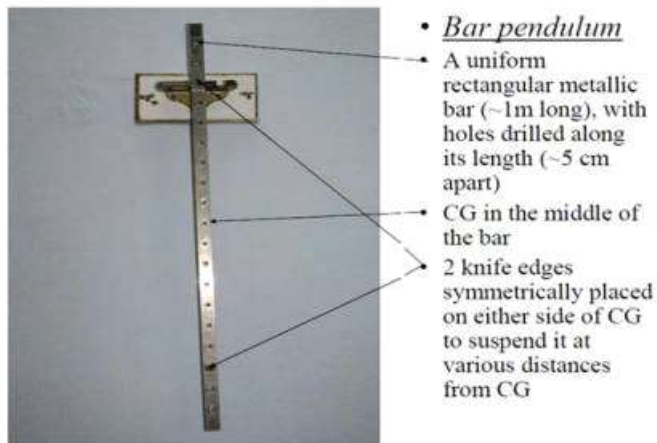 • Bar pendulum
• A uniform
rectangular metallic
bar (~1m long), with
holes drilled along
its length (~5 cm
apart)
• CG in the middle of
the bar
• 2 knife edges
symmetrically placed
on either side of CG
to suspend it at
various distances
from CG